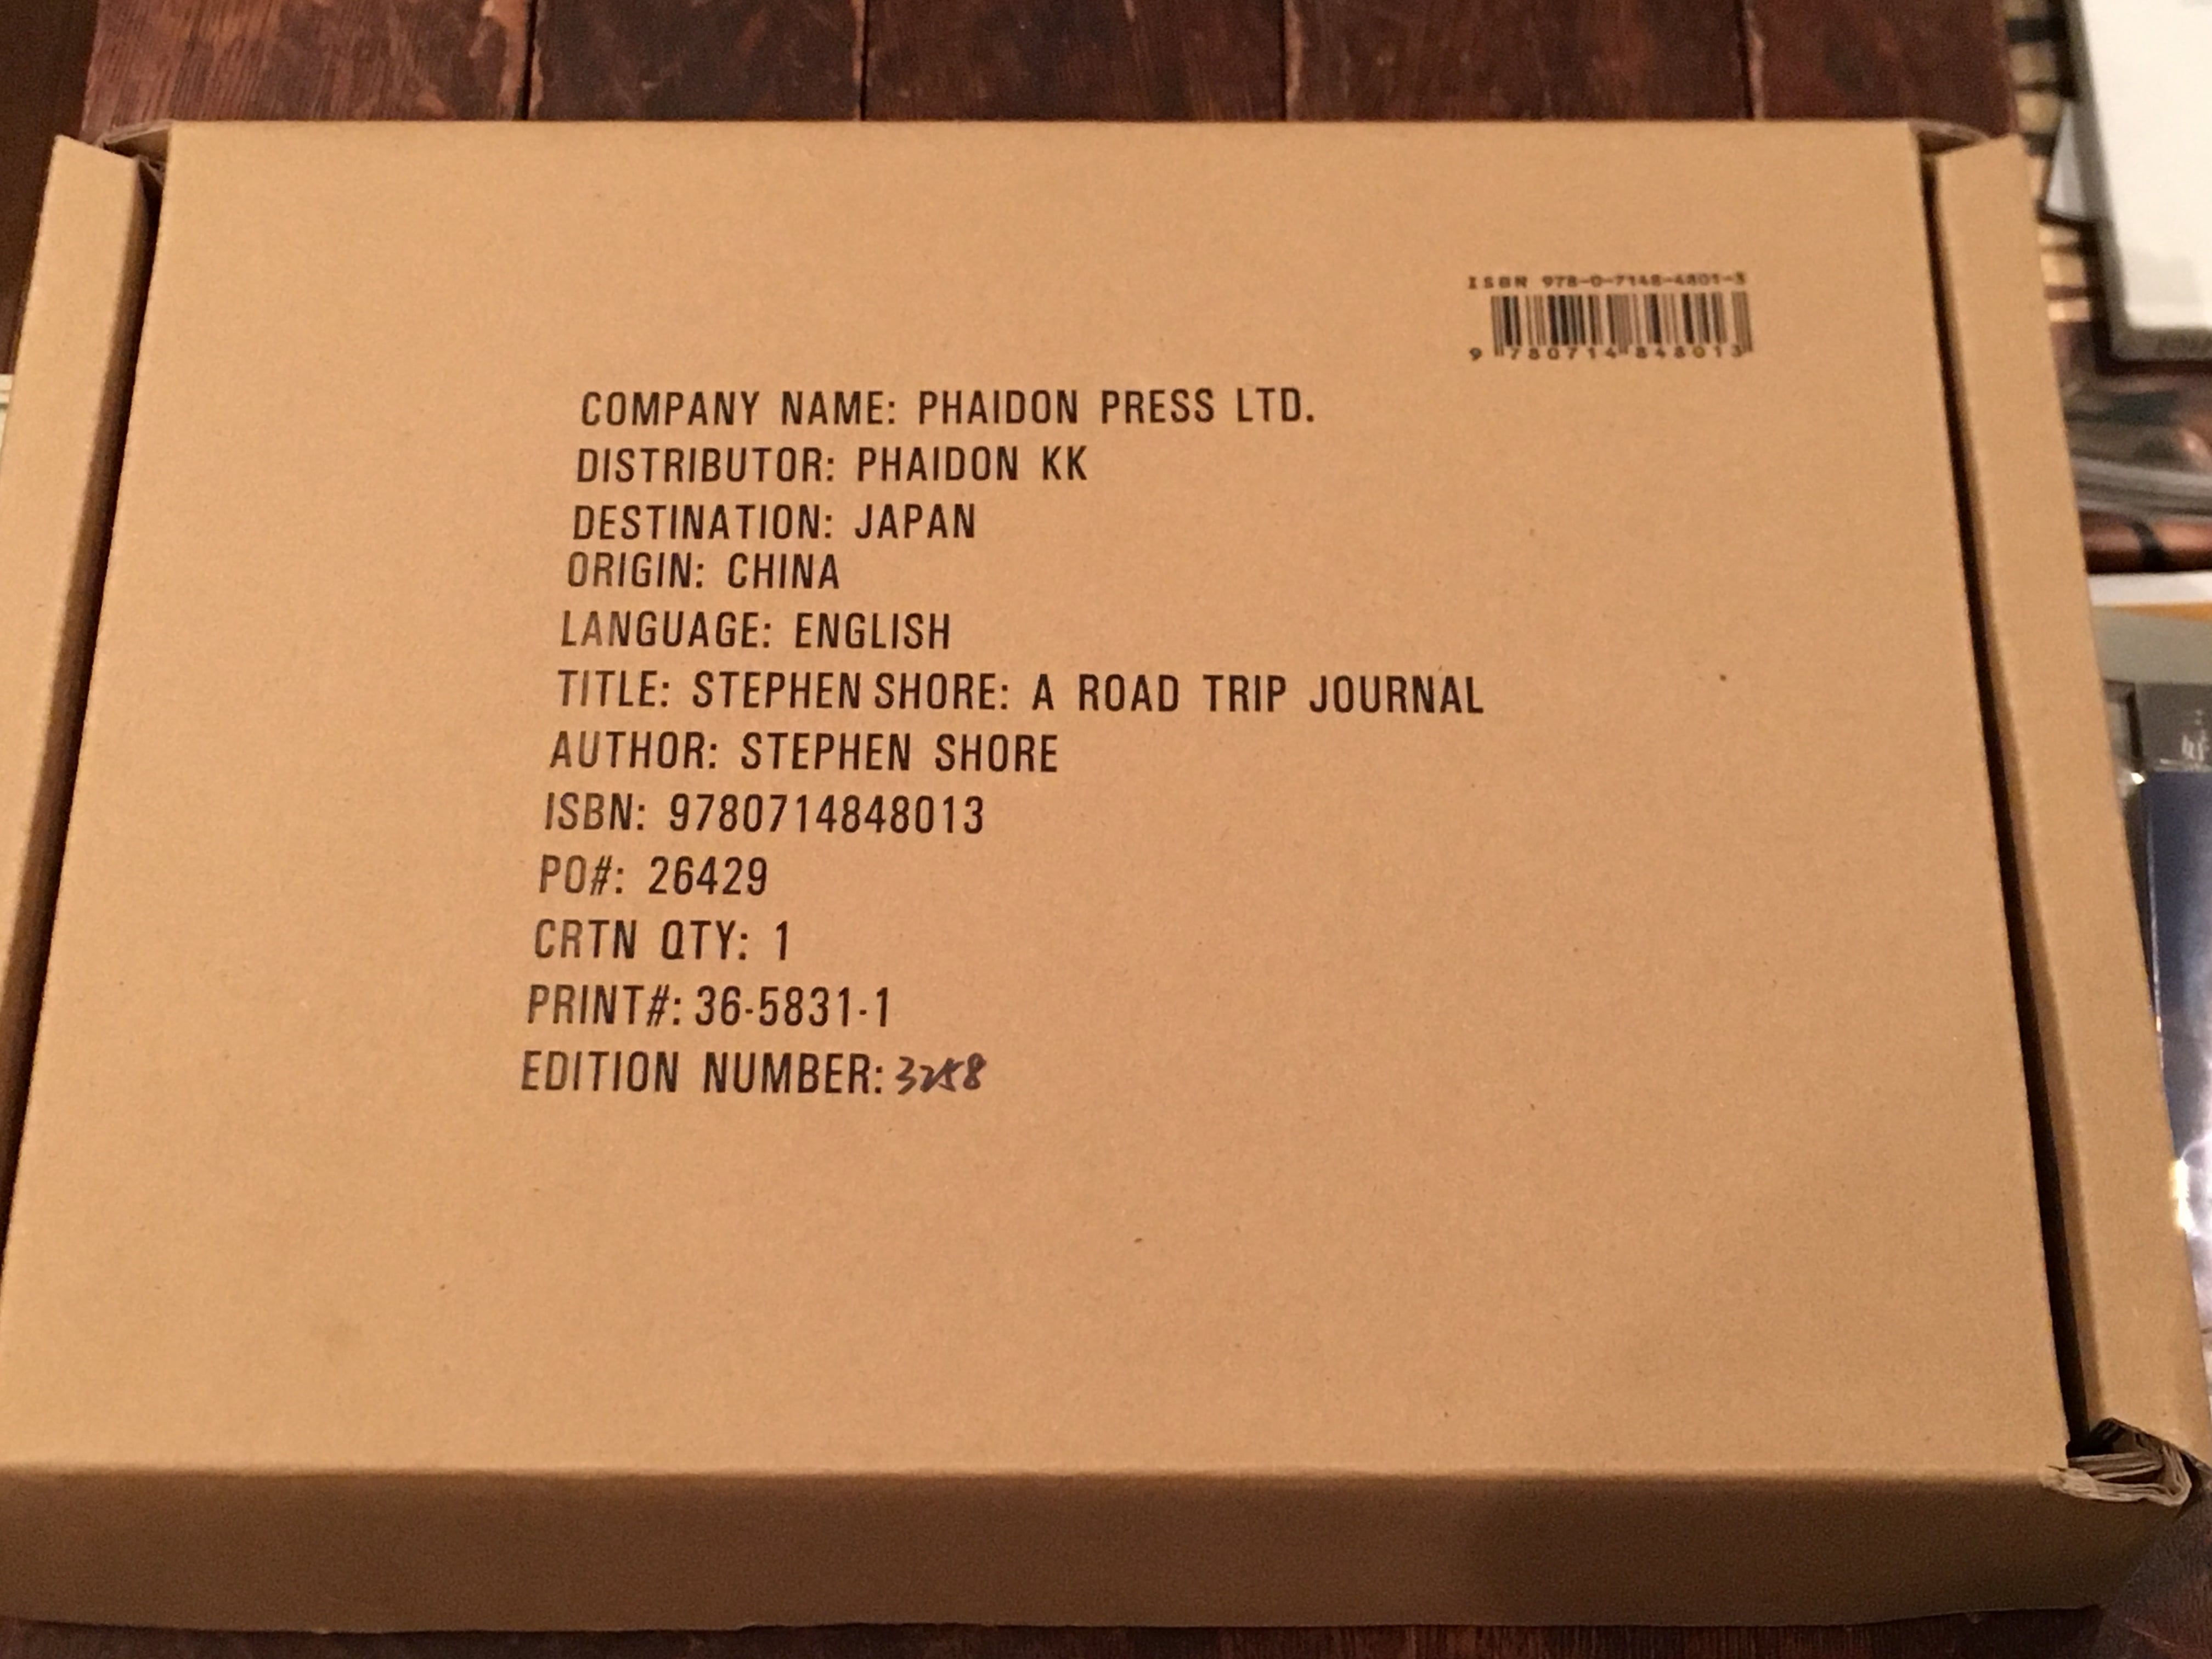 ISBN 978-0-7148-4801-3
9 780714 848013
COMPANY NAME: PHAIDON PRESS LTD.
DISTRIBUTOR: PHAIDON KK
DESTINATION: JAPAN
ORIGIN: CHINA
LANGUAGE: ENGLISH
TITLE: STEPHEN SHORE: A ROAD TRIP JOURNAL
AUTHOR: STEPHEN SHORE
ISBN: 9780714848013
PO#: 26429
CRTN QTY: 1
PRINT#: 36-5831-1
EDITION NUMBER: 3258